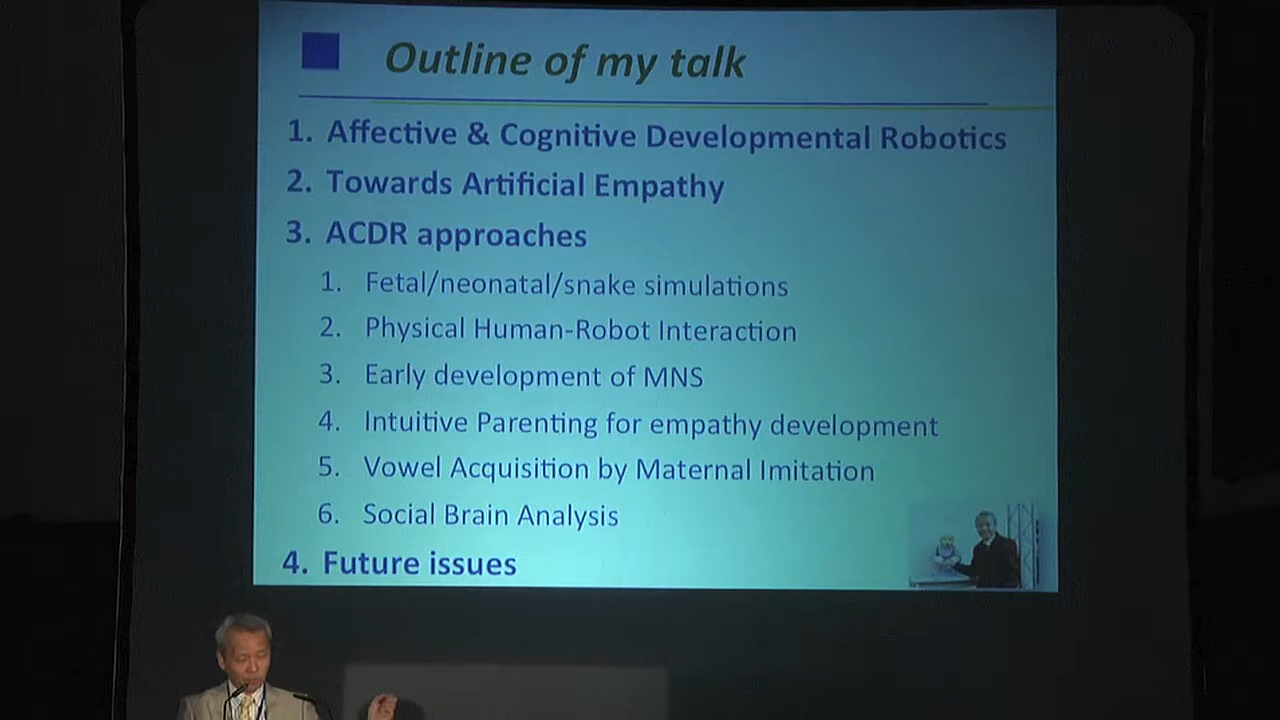 Outline of my talk
1. Affective & Cognitive Developmental Robotics
2. Towards Artificial Empathy
3. ACDR approaches
1. Fetal/neonatal/snake simulations
2. Physical Human-Robot Interaction
3. Early development of MNS
4. Intuitive Parenting for empathy development
5. Vowel Acquisition by Maternal Imitation
6. Social Brain Analysis
4. Future issues